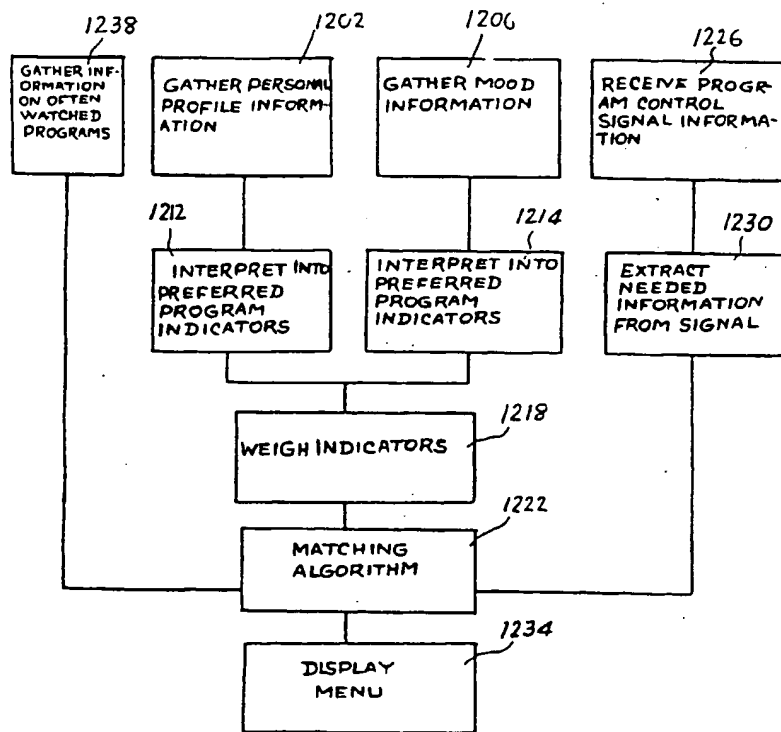 1238
1202
1206
1226
GATHER INF-
ORMATION
ON OFTEN
WATCHED
PROGRAMS
GATHER PERSONAL
PROFILE INFORM-
ATION
GATHER MOOD
INFORMATION
RECEIVE PROGR-
AM CONTROL
SIGNAL INFORMA-
TION
1212
1214
1230
INTERPRET INTO
PREFERRED
PROGRAM
INDICATORS
INTERPRET INTO
PREFERRED
PROGRAM INDICATORS
EXTRACT
NEEDED
INFORMATION
FROM SIGNAL
1218
WEIGH INDICATORS
1222
MATCHING
ALGORITHM
1234
DISPLAY
MENU